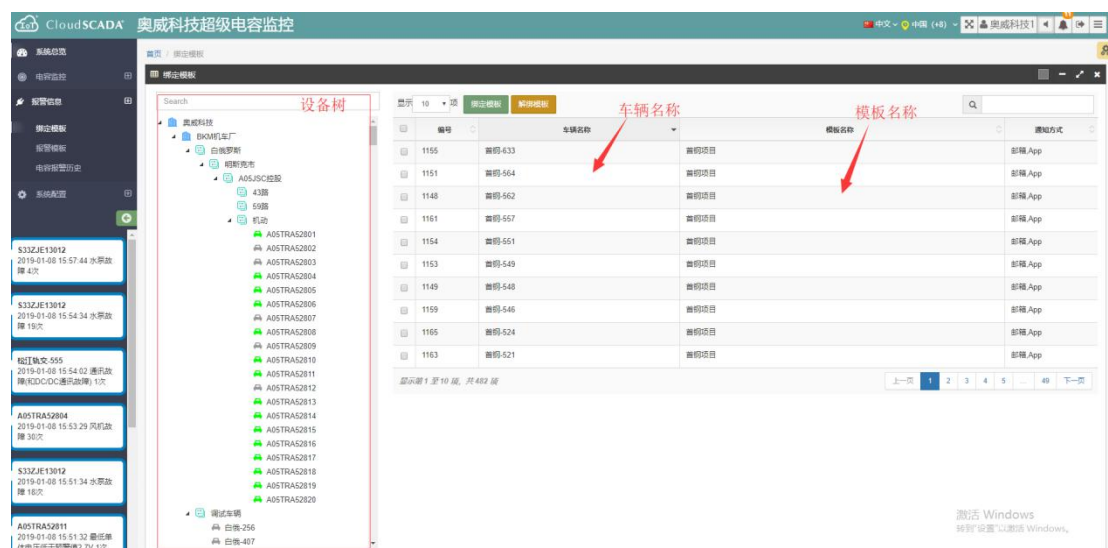 CloudSCADA 奥威科技超级电容监控
中文 中国 (+8) 奥威科技1
系统总览
电容监控
报警信息
绑定模板
报警模板
电容报警历史
系统配置
S33ZJE13012
2019-01-08 15:57:44 水泵故
障 4次
S33ZJE13012
2019-01-08 15:54:34 水泵故
障 19次
松江轨交-555
2019-01-08 15:54:02 通讯故
障(和DC/DC通讯故障) 1次
A05TRA52804
2019-01-08 15:53:29 风机故
障 30次
S33ZJE13012
2019-01-08 15:51:34 水泵故
障 18次
A05TRA52811
2019-01-08 15:51:32 最低单
首页 / 绑定模板
绑定模板
Search
设备树
奥威科技
BKM机车厂
白俄罗斯
明斯克市
A05JSC控股
43路
59路
机动
A05TRA52801
A05TRA52802
A05TRA52803
A05TRA52804
A05TRA52805
A05TRA52806
A05TRA52807
A05TRA52808
A05TRA52809
A05TRA52810
A05TRA52811
A05TRA52812
A05TRA52813
A05TRA52814
A05TRA52815
A05TRA52816
A05TRA52817
A05TRA52818
A05TRA52819
A05TRA52820
调试车辆
白俄-256
白俄-407
显示 10 项 绑定模板 解绑模板
车辆名称
模板名称
编号 车辆名称 模板名称 通知方式
1155 首钢-633 首钢项目 邮箱,App
1151 首钢-564 首钢项目 邮箱,App
1148 首钢-562 首钢项目 邮箱,App
1161 首钢-557 首钢项目 邮箱,App
1154 首钢-551 首钢项目 邮箱,App
1153 首钢-549 首钢项目 邮箱,App
1149 首钢-548 首钢项目 邮箱,App
1159 首钢-546 首钢项目 邮箱,App
1165 首钢-524 首钢项目 邮箱,App
1163 首钢-521 首钢项目 邮箱,App
显示第 1 至 10 项, 共 482 项
上一页 1 2 3 4 5 … 49 下一页
激活 Windows
转到"设置"以激活 Windows。